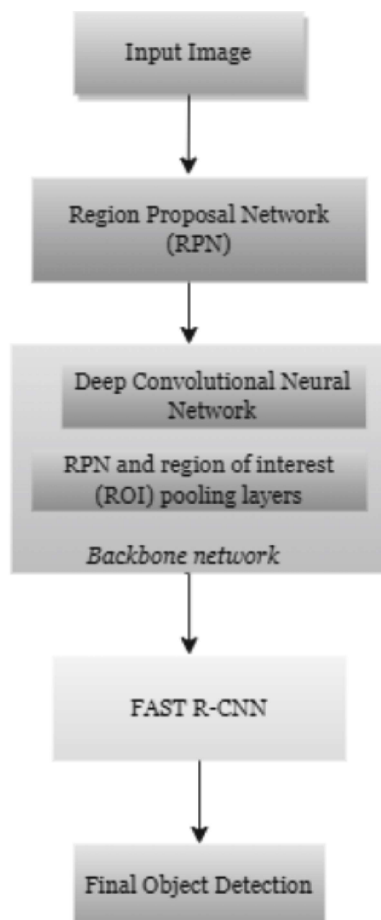 Input Image
Region Proposal Network
(RPN)
Deep Convolutional Neural
Network
RPN and region of interest
(ROI) pooling layers
Backbone network
FAST R-CNN
Final Object Detection